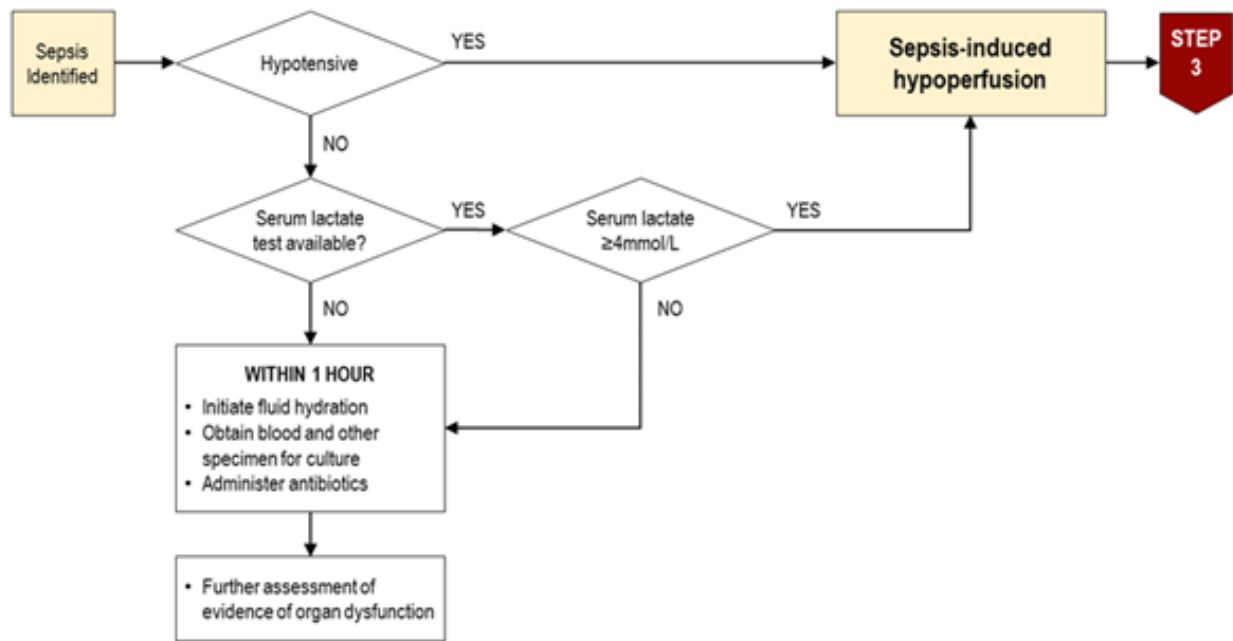 Sepsis
Identified
Hypotensive
YES
Sepsis-induced
hypoperfusion
STEP
3
NO
Serum lactate
test available?
YES
Serum lactate
≥4mmol/L
YES
NO
NO
WITHIN 1 HOUR
• Initiate fluid hydration
• Obtain blood and other
specimen for culture
• Administer antibiotics
• Further assessment of
evidence of organ dysfunction